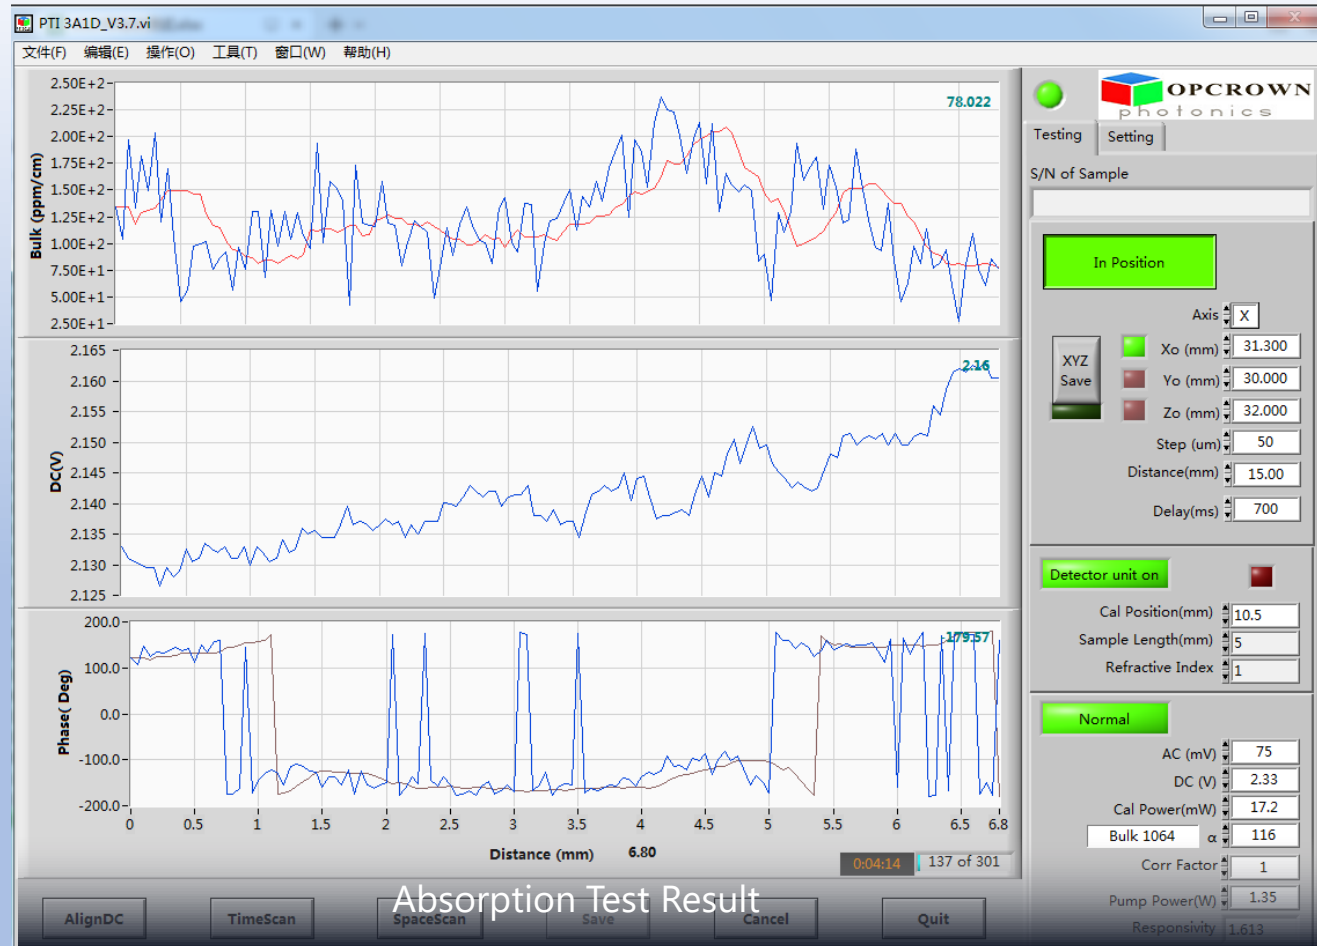 PTI 3A1D_V3.7.vi
文件(F) 编辑(E) 操作(O) 工具(T) 窗口(W) 帮助(H)
2.50E+2
2.25E+2
2.00E+2
1.75E+2
1.50E+2
1.25E+2
1.00E+2
7.50E+1
5.00E+1
2.50E+1
Bulk (ppm/cm)
78.022
2.165
2.160
2.155
2.150
2.145
2.140
2.135
2.130
2.125
DC(V)
2.16
200.0
100.0
0.0
-100.0
-200.0
Phase( Deg)
179.57
0 0.5 1 1.5 2 2.5 3 3.5 4 4.5 5 5.5 6 6.5 6.8
Distance (mm) 6.80
0:04:14 137 of 301
OPCROWN
photonics
Testing Setting
S/N of Sample
In Position
Axis X
XYZ
Save
Xo (mm) 31.300
Yo (mm) 30.000
Zo (mm) 32.000
Step (um) 50
Distance(mm) 15.00
Delay(ms) 700
Detector unit on
Cal Position(mm) 10.5
Sample Length(mm) 5
Refractive Index 1
Normal
AC (mV) 75
DC (V) 2.33
Cal Power(mW) 17.2
Bulk 1064 α 116
Corr Factor 1
Pump Power(W) 1.35
Responsivity 1.613
AlignDC TimeScan SpaceScan Save Cancel Quit
Absorption Test Result